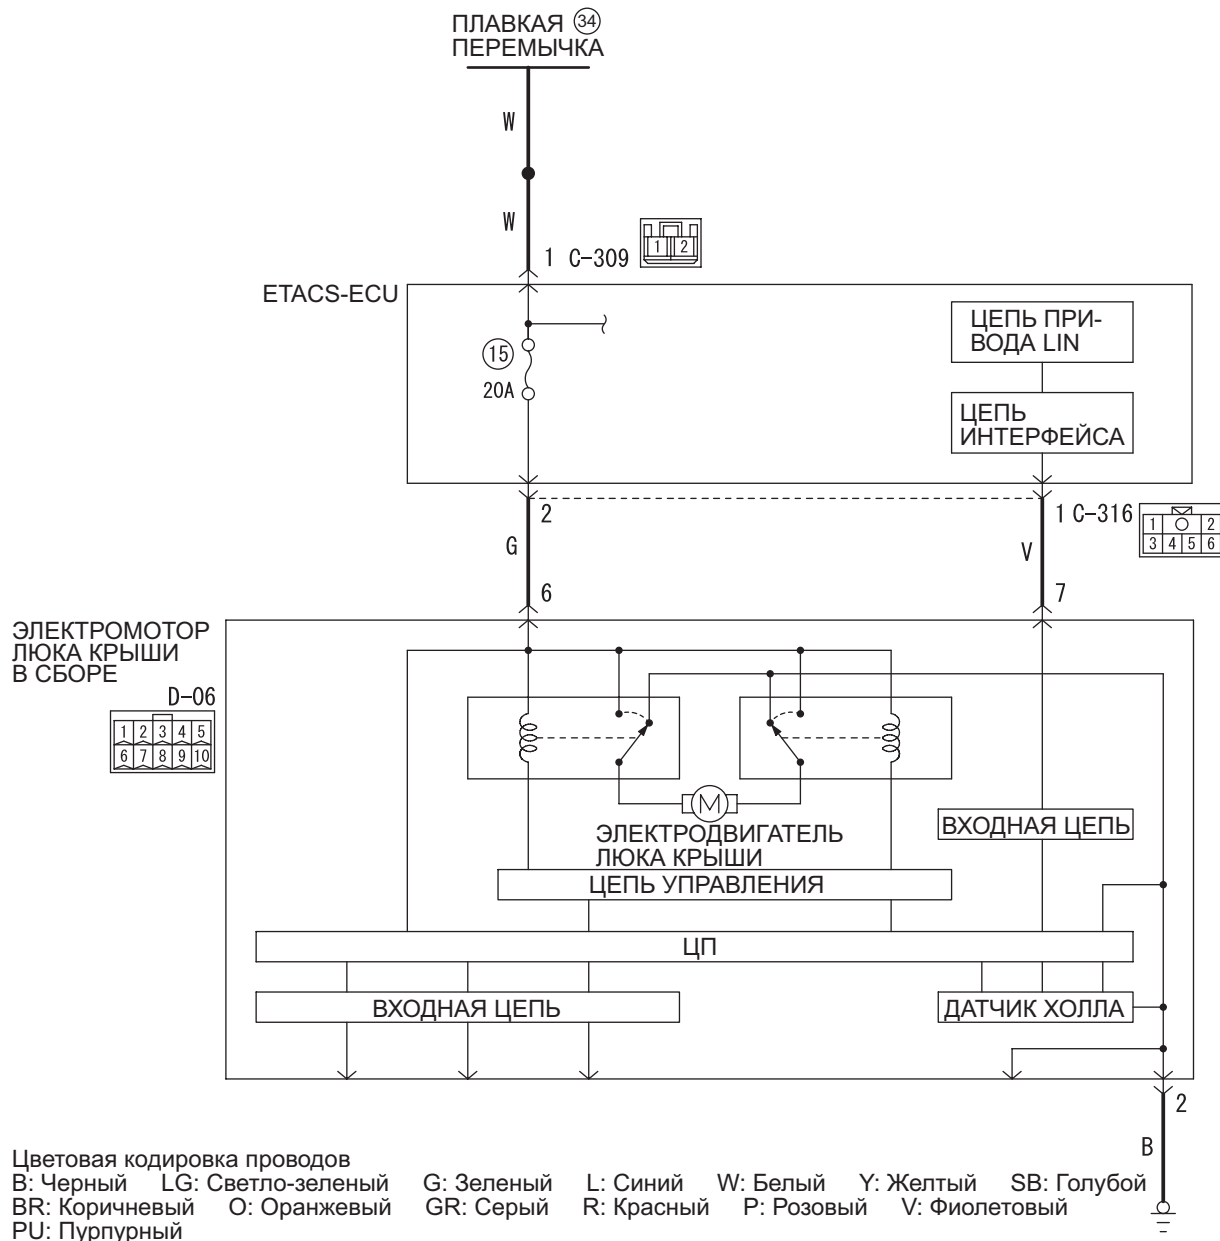 ПЛАВКАЯ 34
ПЕРЕМЫЧКА
W
W
1 C-309
1 2
ETACS-ECU
ЦЕПЬ ПРИ-
ВОДА LIN
15
20A
ЦЕПЬ
ИНТЕРФЕЙСА
2
1 C-316
1 2
3 4 5 6
G
V
6
7
ЭЛЕКТРОМОТОР
ЛЮКА КРЫШИ
В СБОРЕ
D-06
1 2 3 4 5
6 7 8 9 10
M
ЭЛЕКТРОДВИГАТЕЛЬ
ЛЮКА КРЫШИ
ВХОДНАЯ ЦЕПЬ
ЦЕПЬ УПРАВЛЕНИЯ
ЦП
ВХОДНАЯ ЦЕПЬ
ДАТЧИК ХОЛЛА
2
B
Цветовая кодировка проводов
B: Черный LG: Светло-зеленый G: Зеленый L: Синий W: Белый Y: Желтый SB: Голубой
BR: Коричневый O: Оранжевый GR: Серый R: Красный P: Розовый V: Фиолетовый
PU: Пурпурный